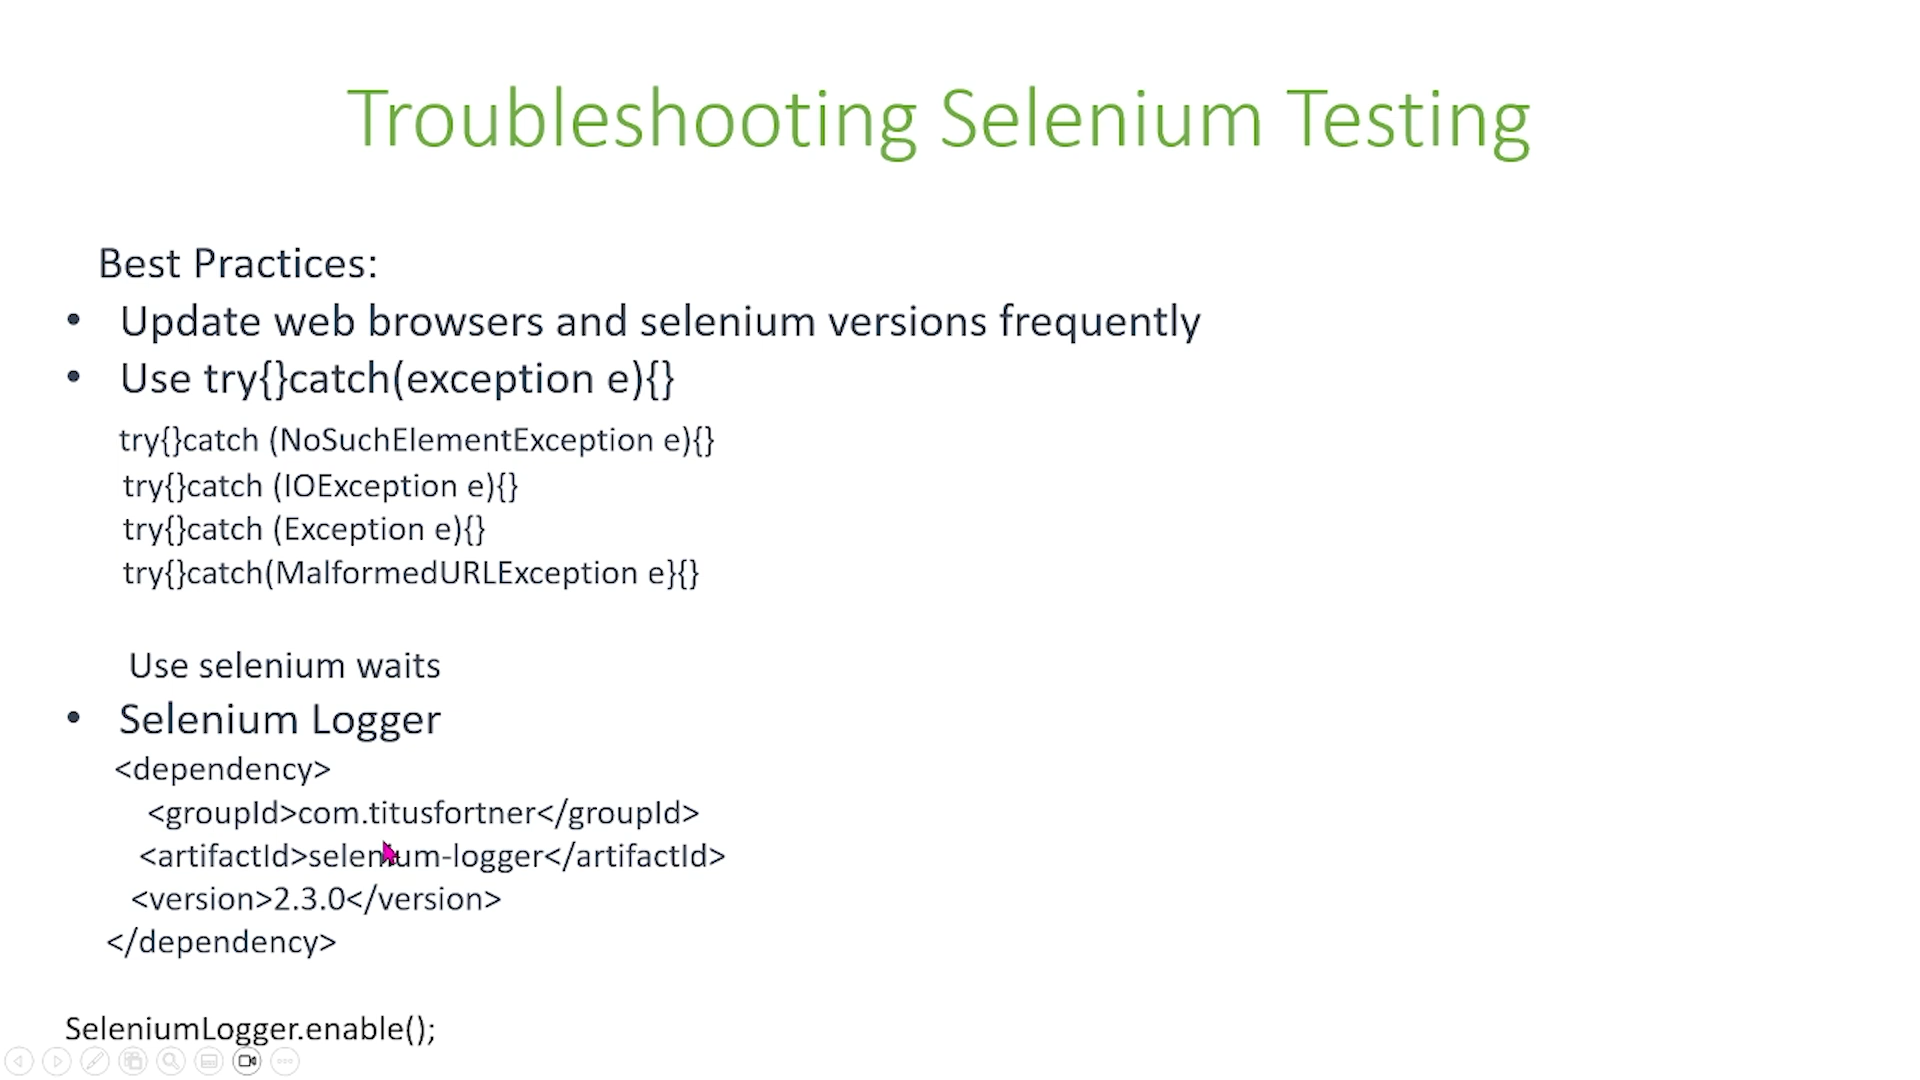 Troubleshooting Selenium Testing
Best Practices:
• Update web browsers and selenium versions frequently
• Use try{}catch(exception e){}
try{}catch (NoSuchElementException e){}
try{}catch (IOException e){}
try{}catch (Exception e){}
try{}catch(MalformedURLException e}{}
Use selenium waits
• Selenium Logger
<dependency>
<groupId>com.titusfortner</groupId>
<artifactId>selenium-logger</artifactId>
<version>2.3.0</version>
</dependency>
SeleniumLogger.enable();